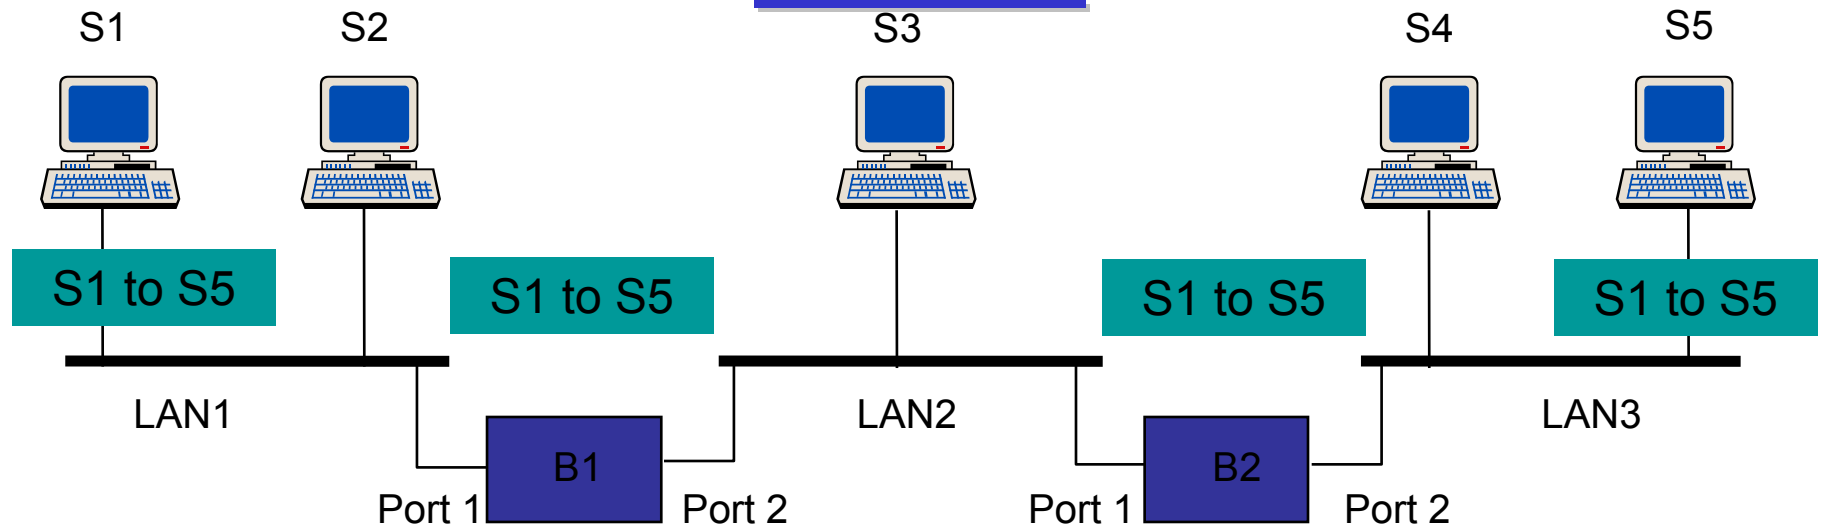 S1
S2
S3
S4
S5
S1 to S5
S1 to S5
S1 to S5
S1 to S5
LAN1
LAN2
LAN3
B1
B2
Port 1
Port 2
Port 1
Port 2